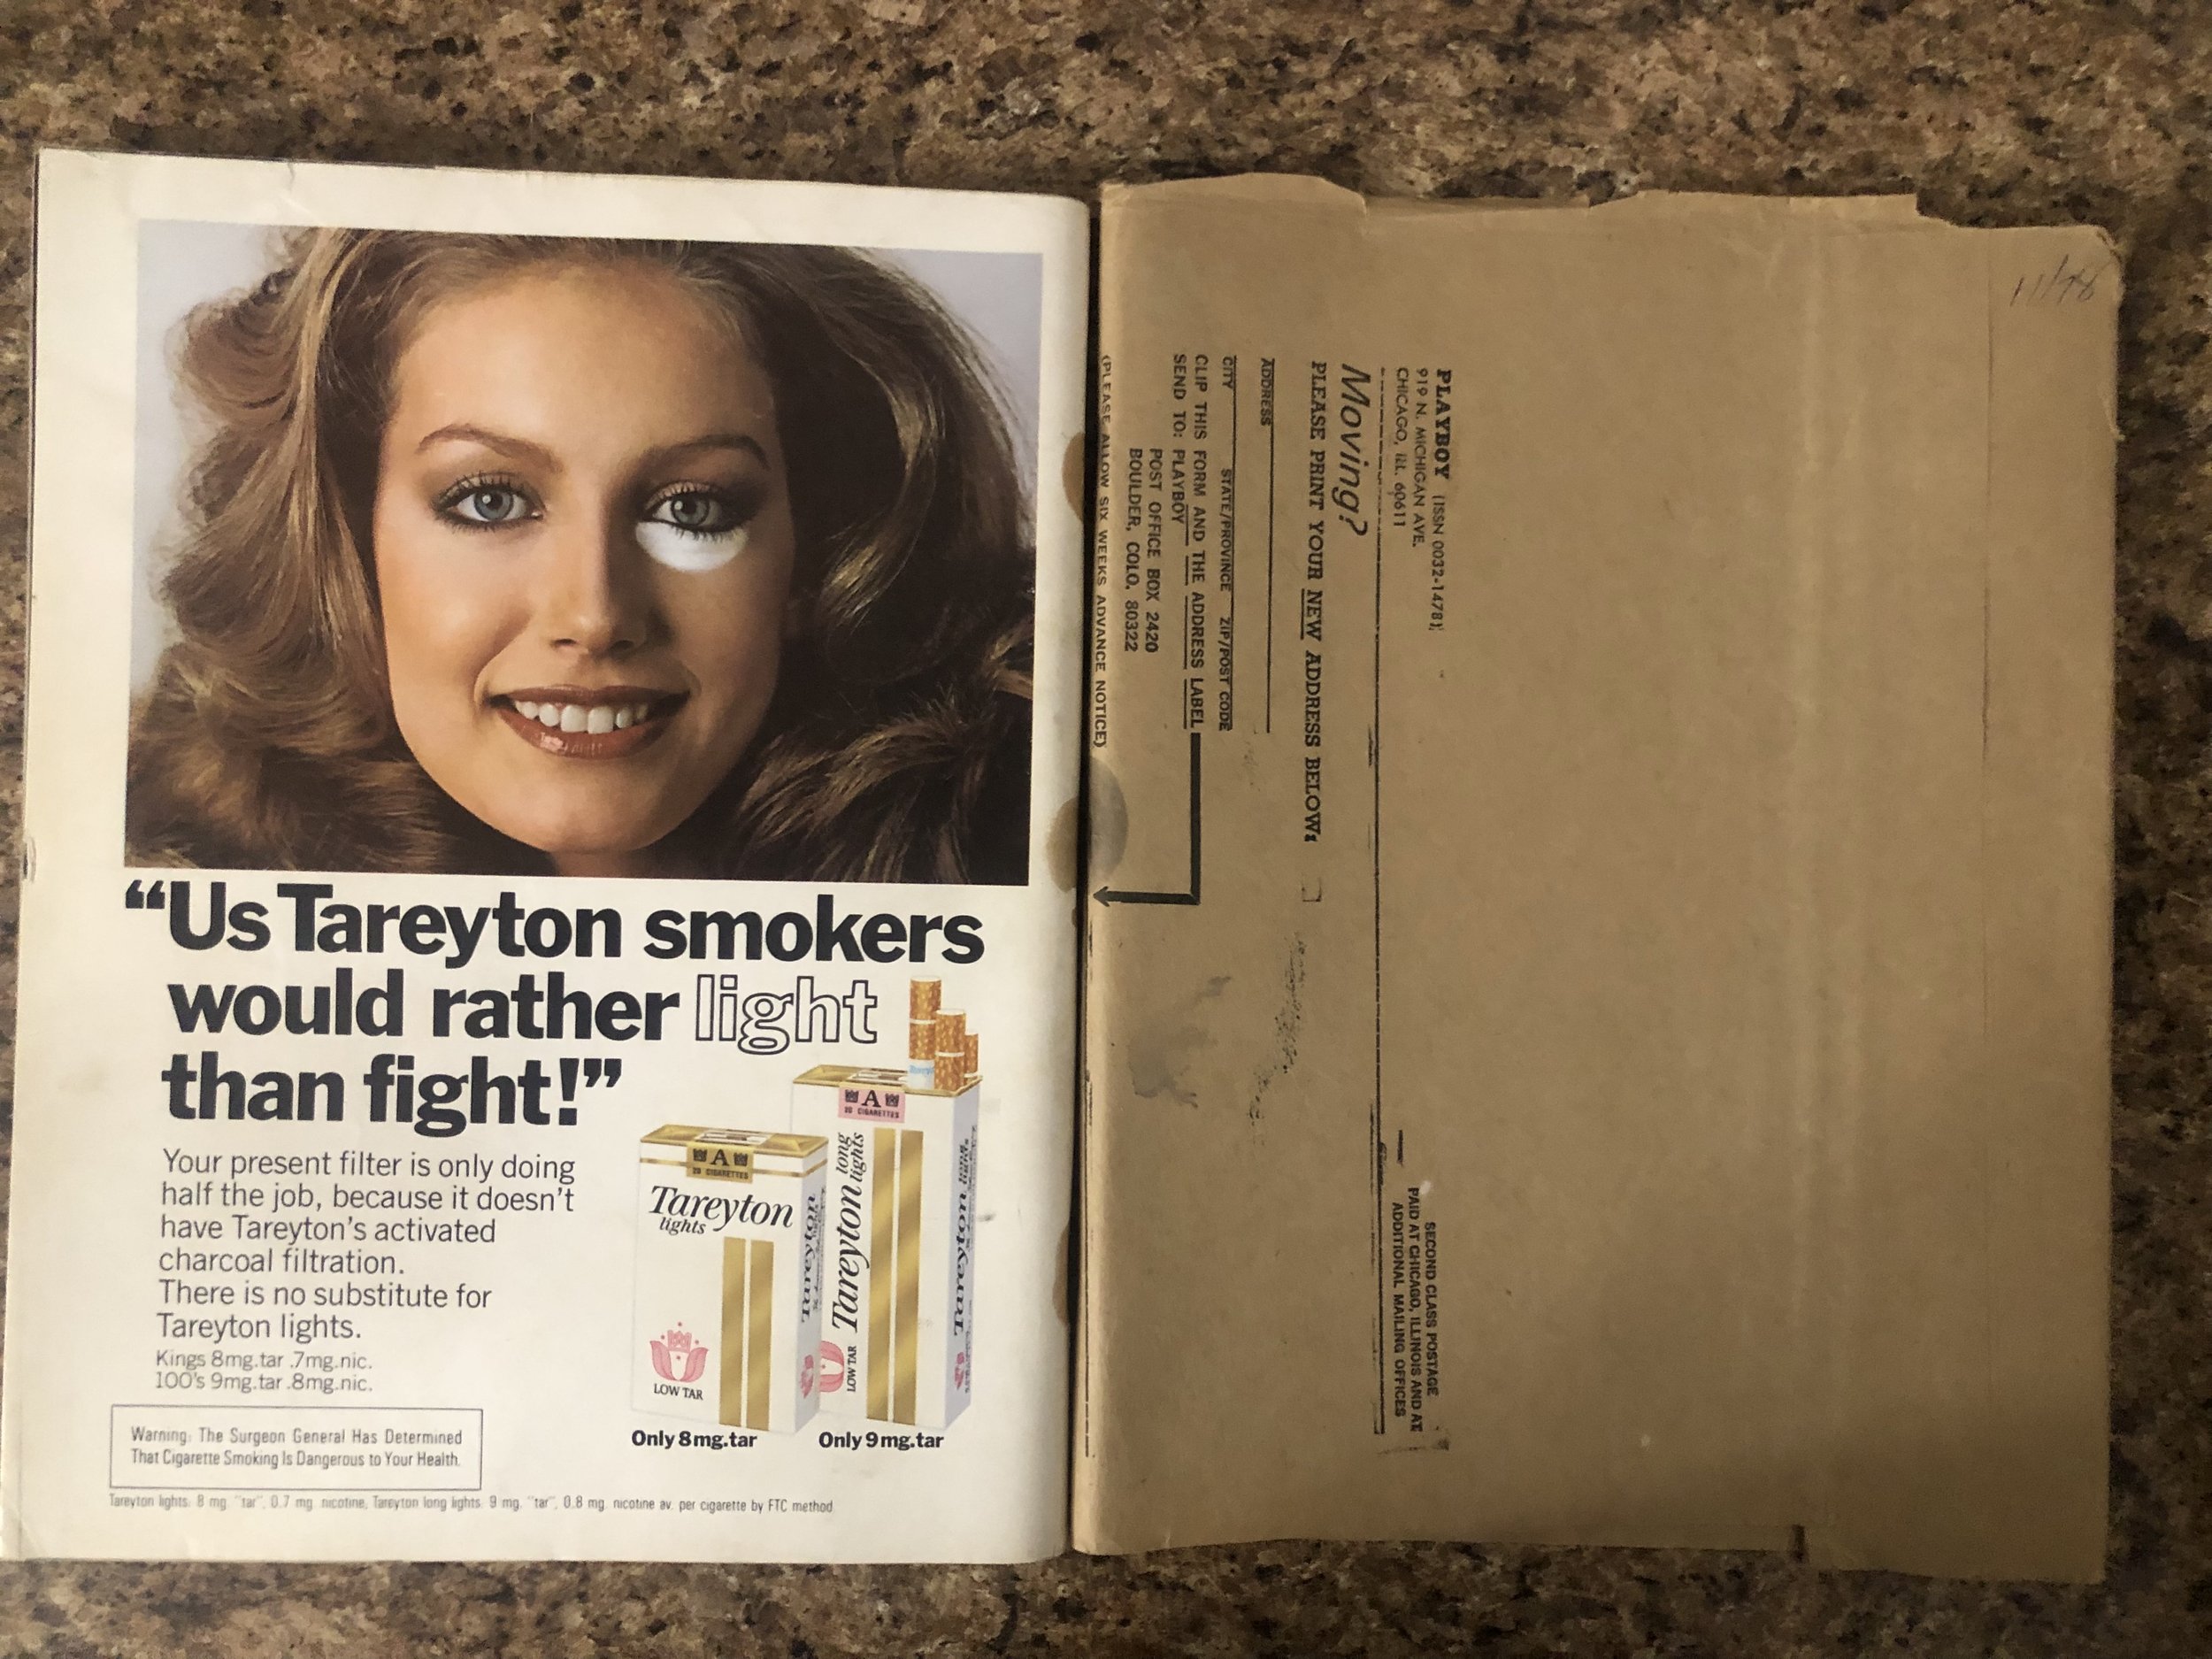 “Us Tareyton smokers
would rather light
than fight!”
Your present filter is only doing
half the job, because it doesn’t
have Tareyton’s activated
charcoal filtration.
There is no substitute for
Tareyton lights.
Kings 8mg.tar .7mg.nic.
100’s 9mg.tar .8mg.nic.
Warning: The Surgeon General Has Determined
That Cigarette Smoking Is Dangerous to Your Health.
A
20 CIGARETTES
Tareyton
lights
LOW TAR
Tareyton
A
20 CIGARETTES
Tareyton
long
lights
LOW TAR
Tareyton
Only 8mg.tar
Only 9mg.tar
Tareyton lights: 8 mg. "tar", 0.7 mg. nicotine; Tareyton long lights: 9 mg. "tar", 0.8 mg. nicotine av. per cigarette by FTC method.
11/78
PLAYBOY (ISSN 0032-1478)
919 N. MICHIGAN AVE.
CHICAGO, ILL. 60611
SECOND CLASS POSTAGE
PAID AT CHICAGO, ILLINOIS AND AT
ADDITIONAL MAILING OFFICES
Moving?
PLEASE PRINT YOUR NEW ADDRESS BELOW:
ADDRESS
CITY STATE/PROVINCE ZIP/POST CODE
CLIP THIS FORM AND THE ADDRESS LABEL
SEND TO: PLAYBOY
POST OFFICE BOX 2420
BOULDER, COLO. 80322
(PLEASE ALLOW SIX WEEKS ADVANCE NOTICE)